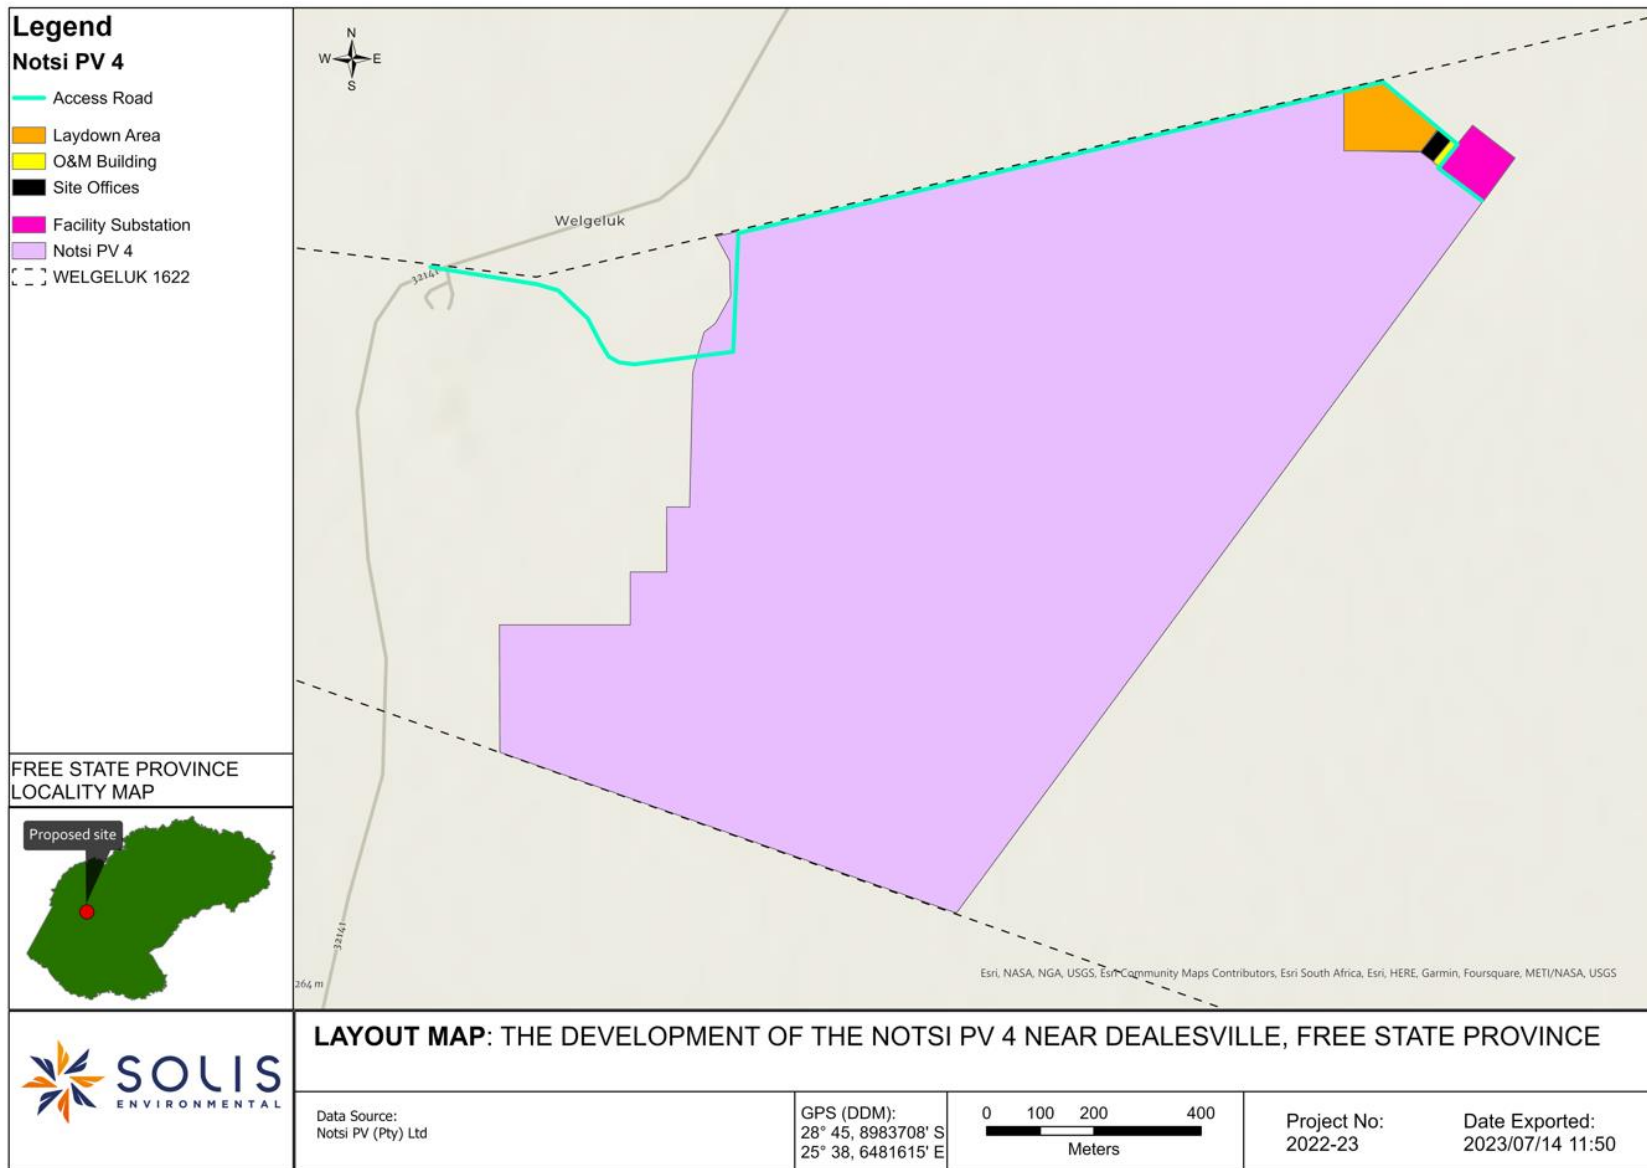 Legend
Notsi PV 4
Access Road
Laydown Area
O&M Building
Site Offices
Facility Substation
Notsi PV 4
WELGELUK 1622
N
W E
S
Welgeluk
32141
32141
264 m
Esri, NASA, NGA, USGS, Esri Community Maps Contributors, Esri South Africa, Esri, HERE, Garmin, Foursquare, METI/NASA, USGS
FREE STATE PROVINCE
LOCALITY MAP
Proposed site
SOLIS
ENVIRONMENTAL
LAYOUT MAP: THE DEVELOPMENT OF THE NOTSI PV 4 NEAR DEALESVILLE, FREE STATE PROVINCE
Data Source:
Notsi PV (Pty) Ltd
GPS (DDM):
28° 45, 8983708' S
25° 38, 6481615' E
0 100 200 400
Meters
Project No:
2022-23
Date Exported:
2023/07/14 11:50